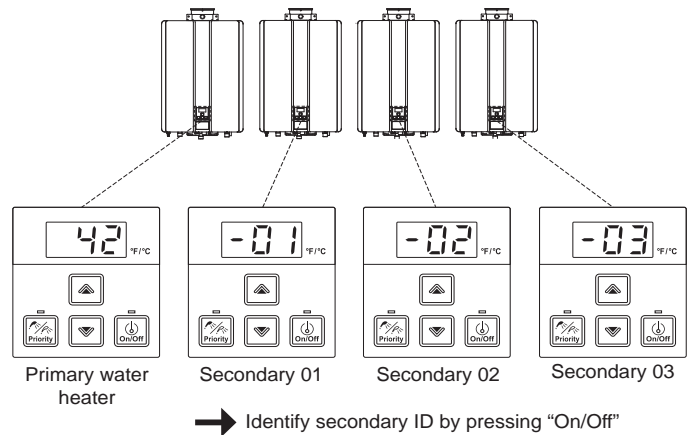 42 °F/°C
Priority On/Off
-01 °F/°C
Priority On/Off
-02 °F/°C
Priority On/Off
-03 °F/°C
Priority On/Off
Primary water
heater
Secondary 01
Secondary 02
Secondary 03
Identify secondary ID by pressing “On/Off”